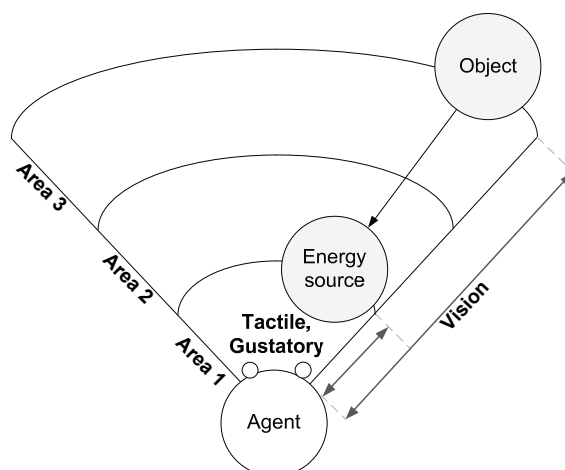 Object
Area 3
Energy
source
Area 2
Vision
Tactile,
Gustatory
Area 1
Agent